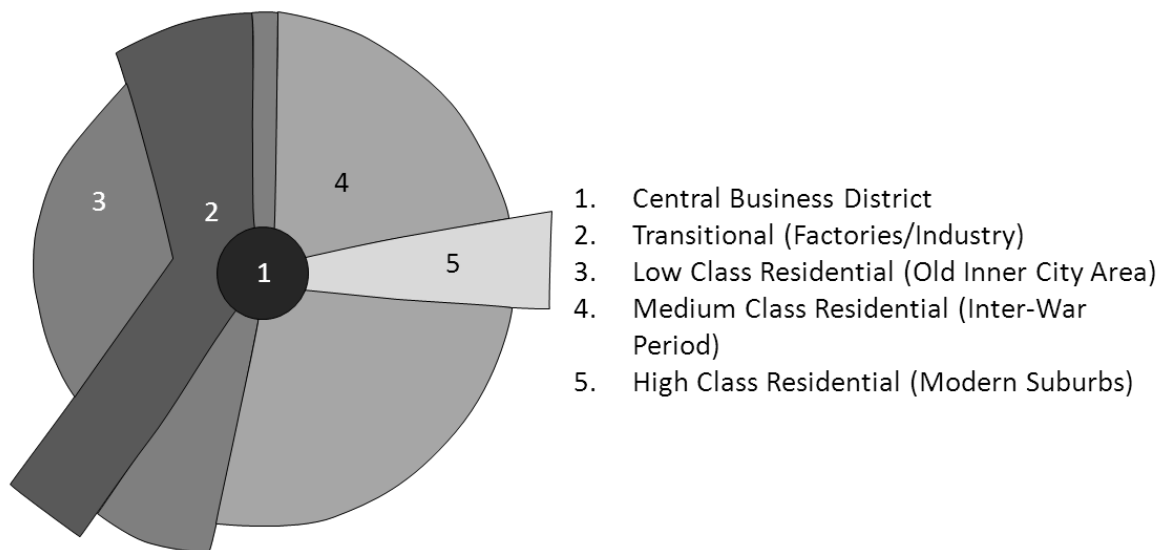 4
3
2
5
1
1. Central Business District
2. Transitional (Factories/Industry)
3. Low Class Residential (Old Inner City Area)
4. Medium Class Residential (Inter-War
Period)
5. High Class Residential (Modern Suburbs)